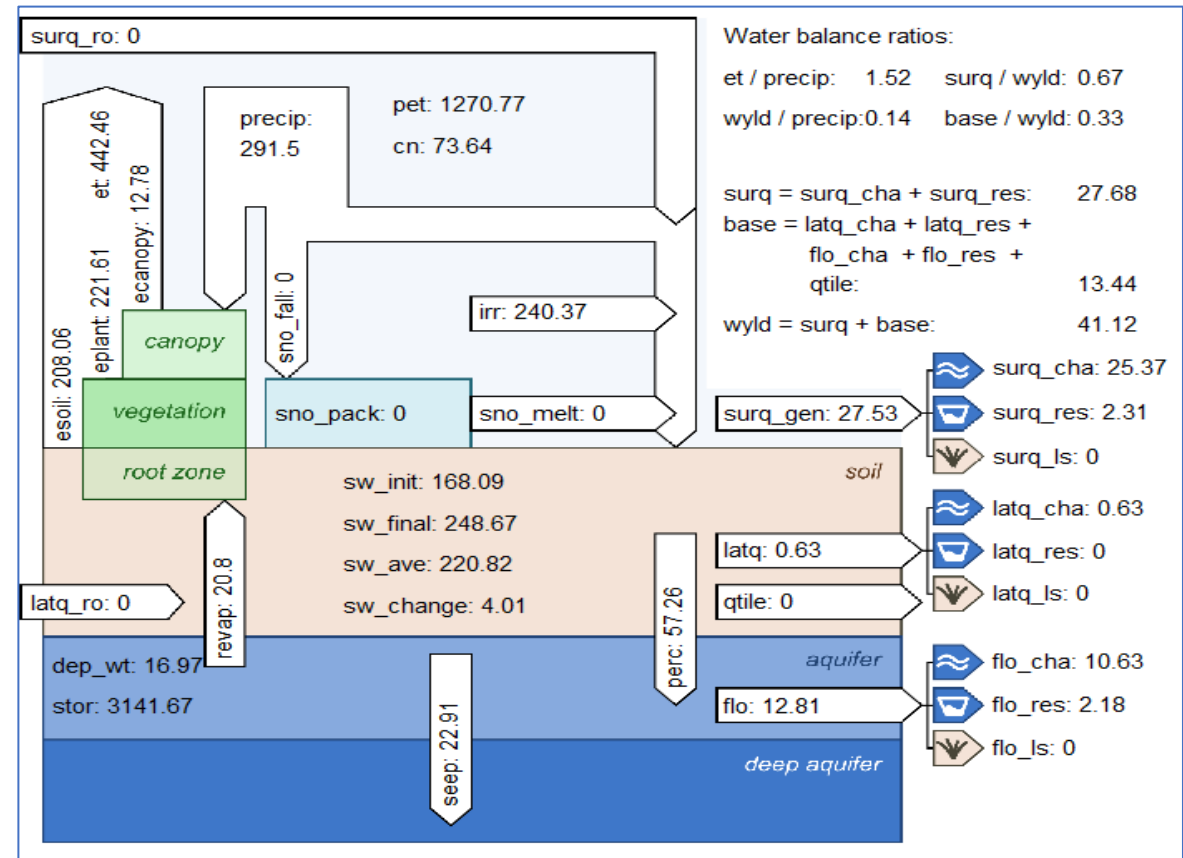 surq_ro: 0
precip:
291.5
pet: 1270.77
cn: 73.64
esoil: 208.06
eplant: 221.61
et: 442.46
ecanopy: 12.78
sno_fall: 0
irr: 240.37
canopy
vegetation
root zone
sno_pack: 0
sno_melt: 0
Water balance ratios:
et / precip: 1.52 surq / wyld: 0.67
wyld / precip:0.14 base / wyld: 0.33
surq = surq_cha + surq_res: 27.68
base = latq_cha + latq_res +
flo_cha + flo_res +
qtile: 13.44
wyld = surq + base: 41.12
surq_gen: 27.53
surq_cha: 25.37
surq_res: 2.31
surq_ls: 0
soil
sw_init: 168.09
sw_final: 248.67
sw_ave: 220.82
sw_change: 4.01
latq_ro: 0
revap: 20.8
perc: 57.26
latq: 0.63
qtile: 0
latq_cha: 0.63
latq_res: 0
latq_ls: 0
dep_wt: 16.97
stor: 3141.67
aquifer
seep: 22.91
flo: 12.81
flo_cha: 10.63
flo_res: 2.18
flo_ls: 0
deep aquifer